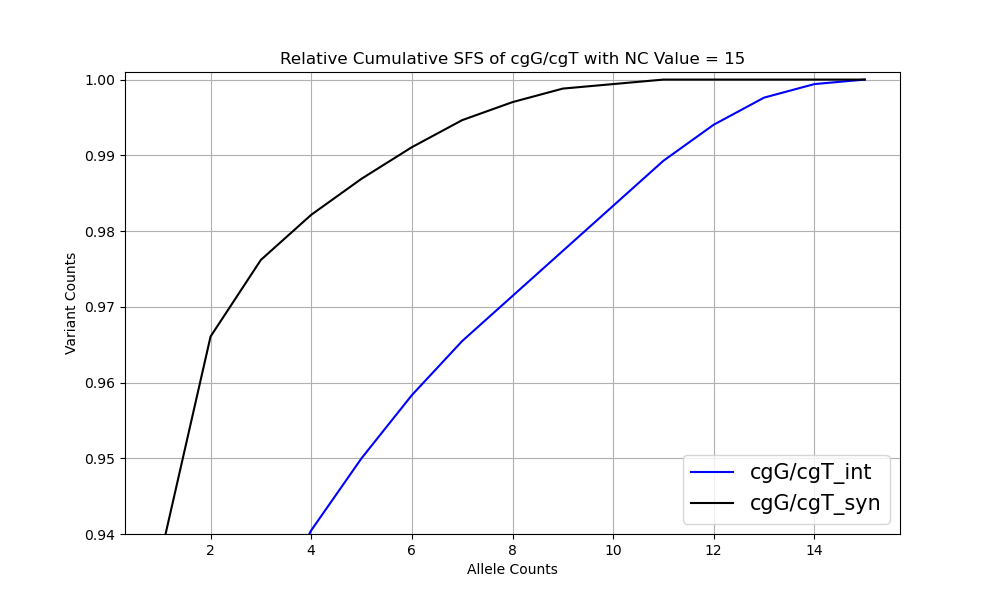 Relative Cumulative SFS of cgG/cgT with NC Value = 15
1.00
0.99
0.98
0.97
0.96
0.95
0.94
Variant Counts
cgG/cgT_int
cgG/cgT_syn
2 4 6 8 10 12 14
Allele Counts